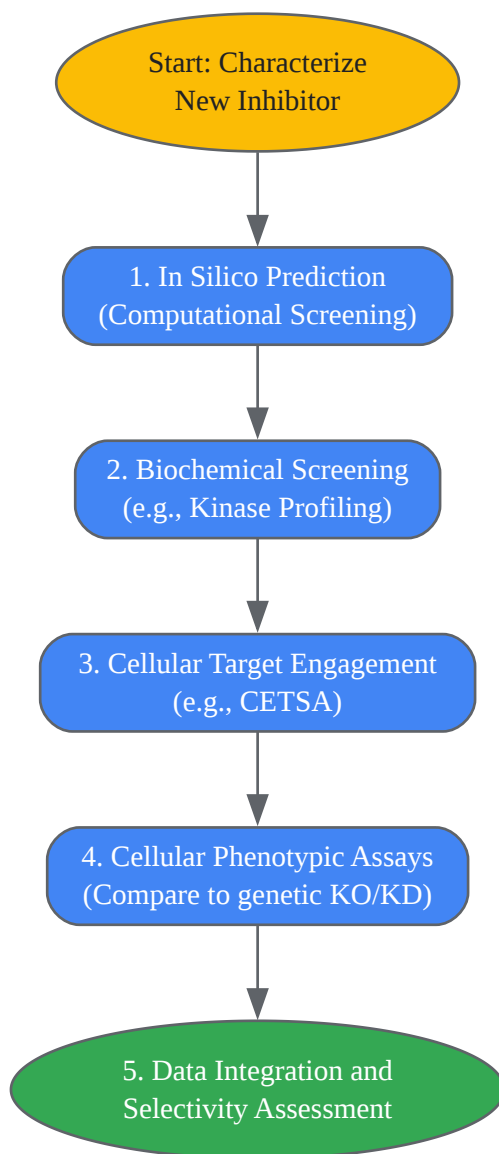 Start: Characterize
New Inhibitor
1. In Silico Prediction
(Computational Screening)
2. Biochemical Screening
(e.g., Kinase Profiling)
3. Cellular Target Engagement
(e.g., CETSA)
4. Cellular Phenotypic Assays
(Compare to genetic KO/KD)
5. Data Integration and
Selectivity Assessment